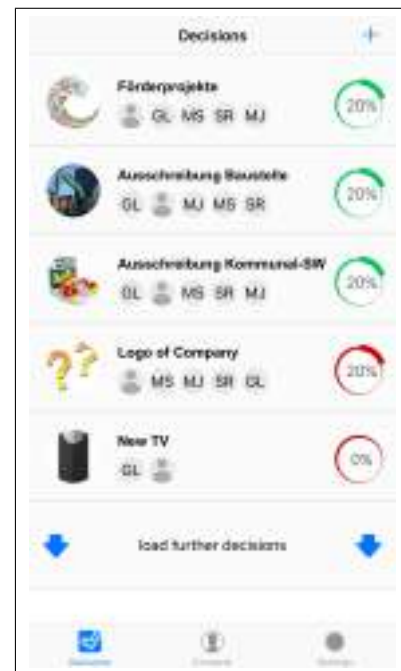 Decisions +
Förderprojekte
GL MS SR MJ
20%
Ausschreibung Baustelle
GL MJ MS SR
20%
Ausschreibung Kommunal-SW
GL MS SR MJ
20%
Logo of Company
MS MJ SR GL
20%
New TV
GL
0%
load further decisions
Decisions